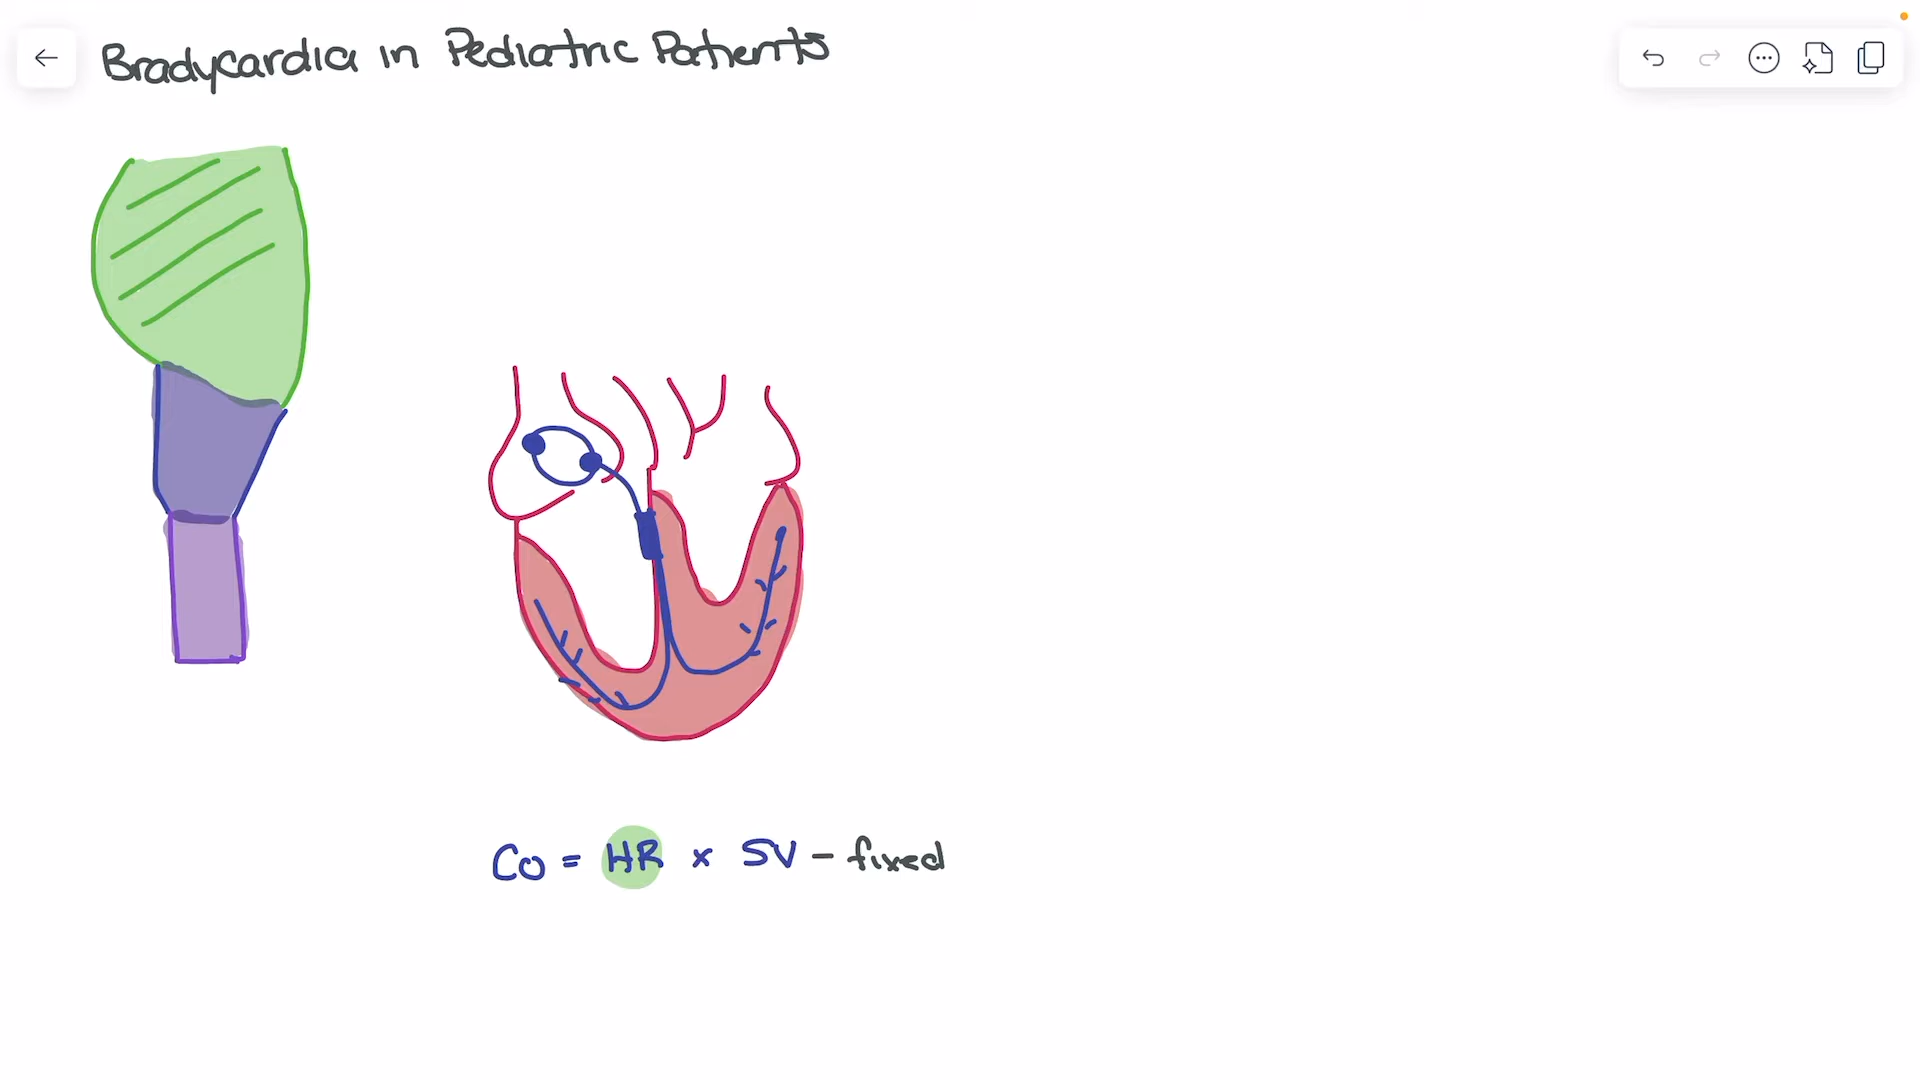 Bradycardia in Pediatric Patients
CO = HR x SV - fixed